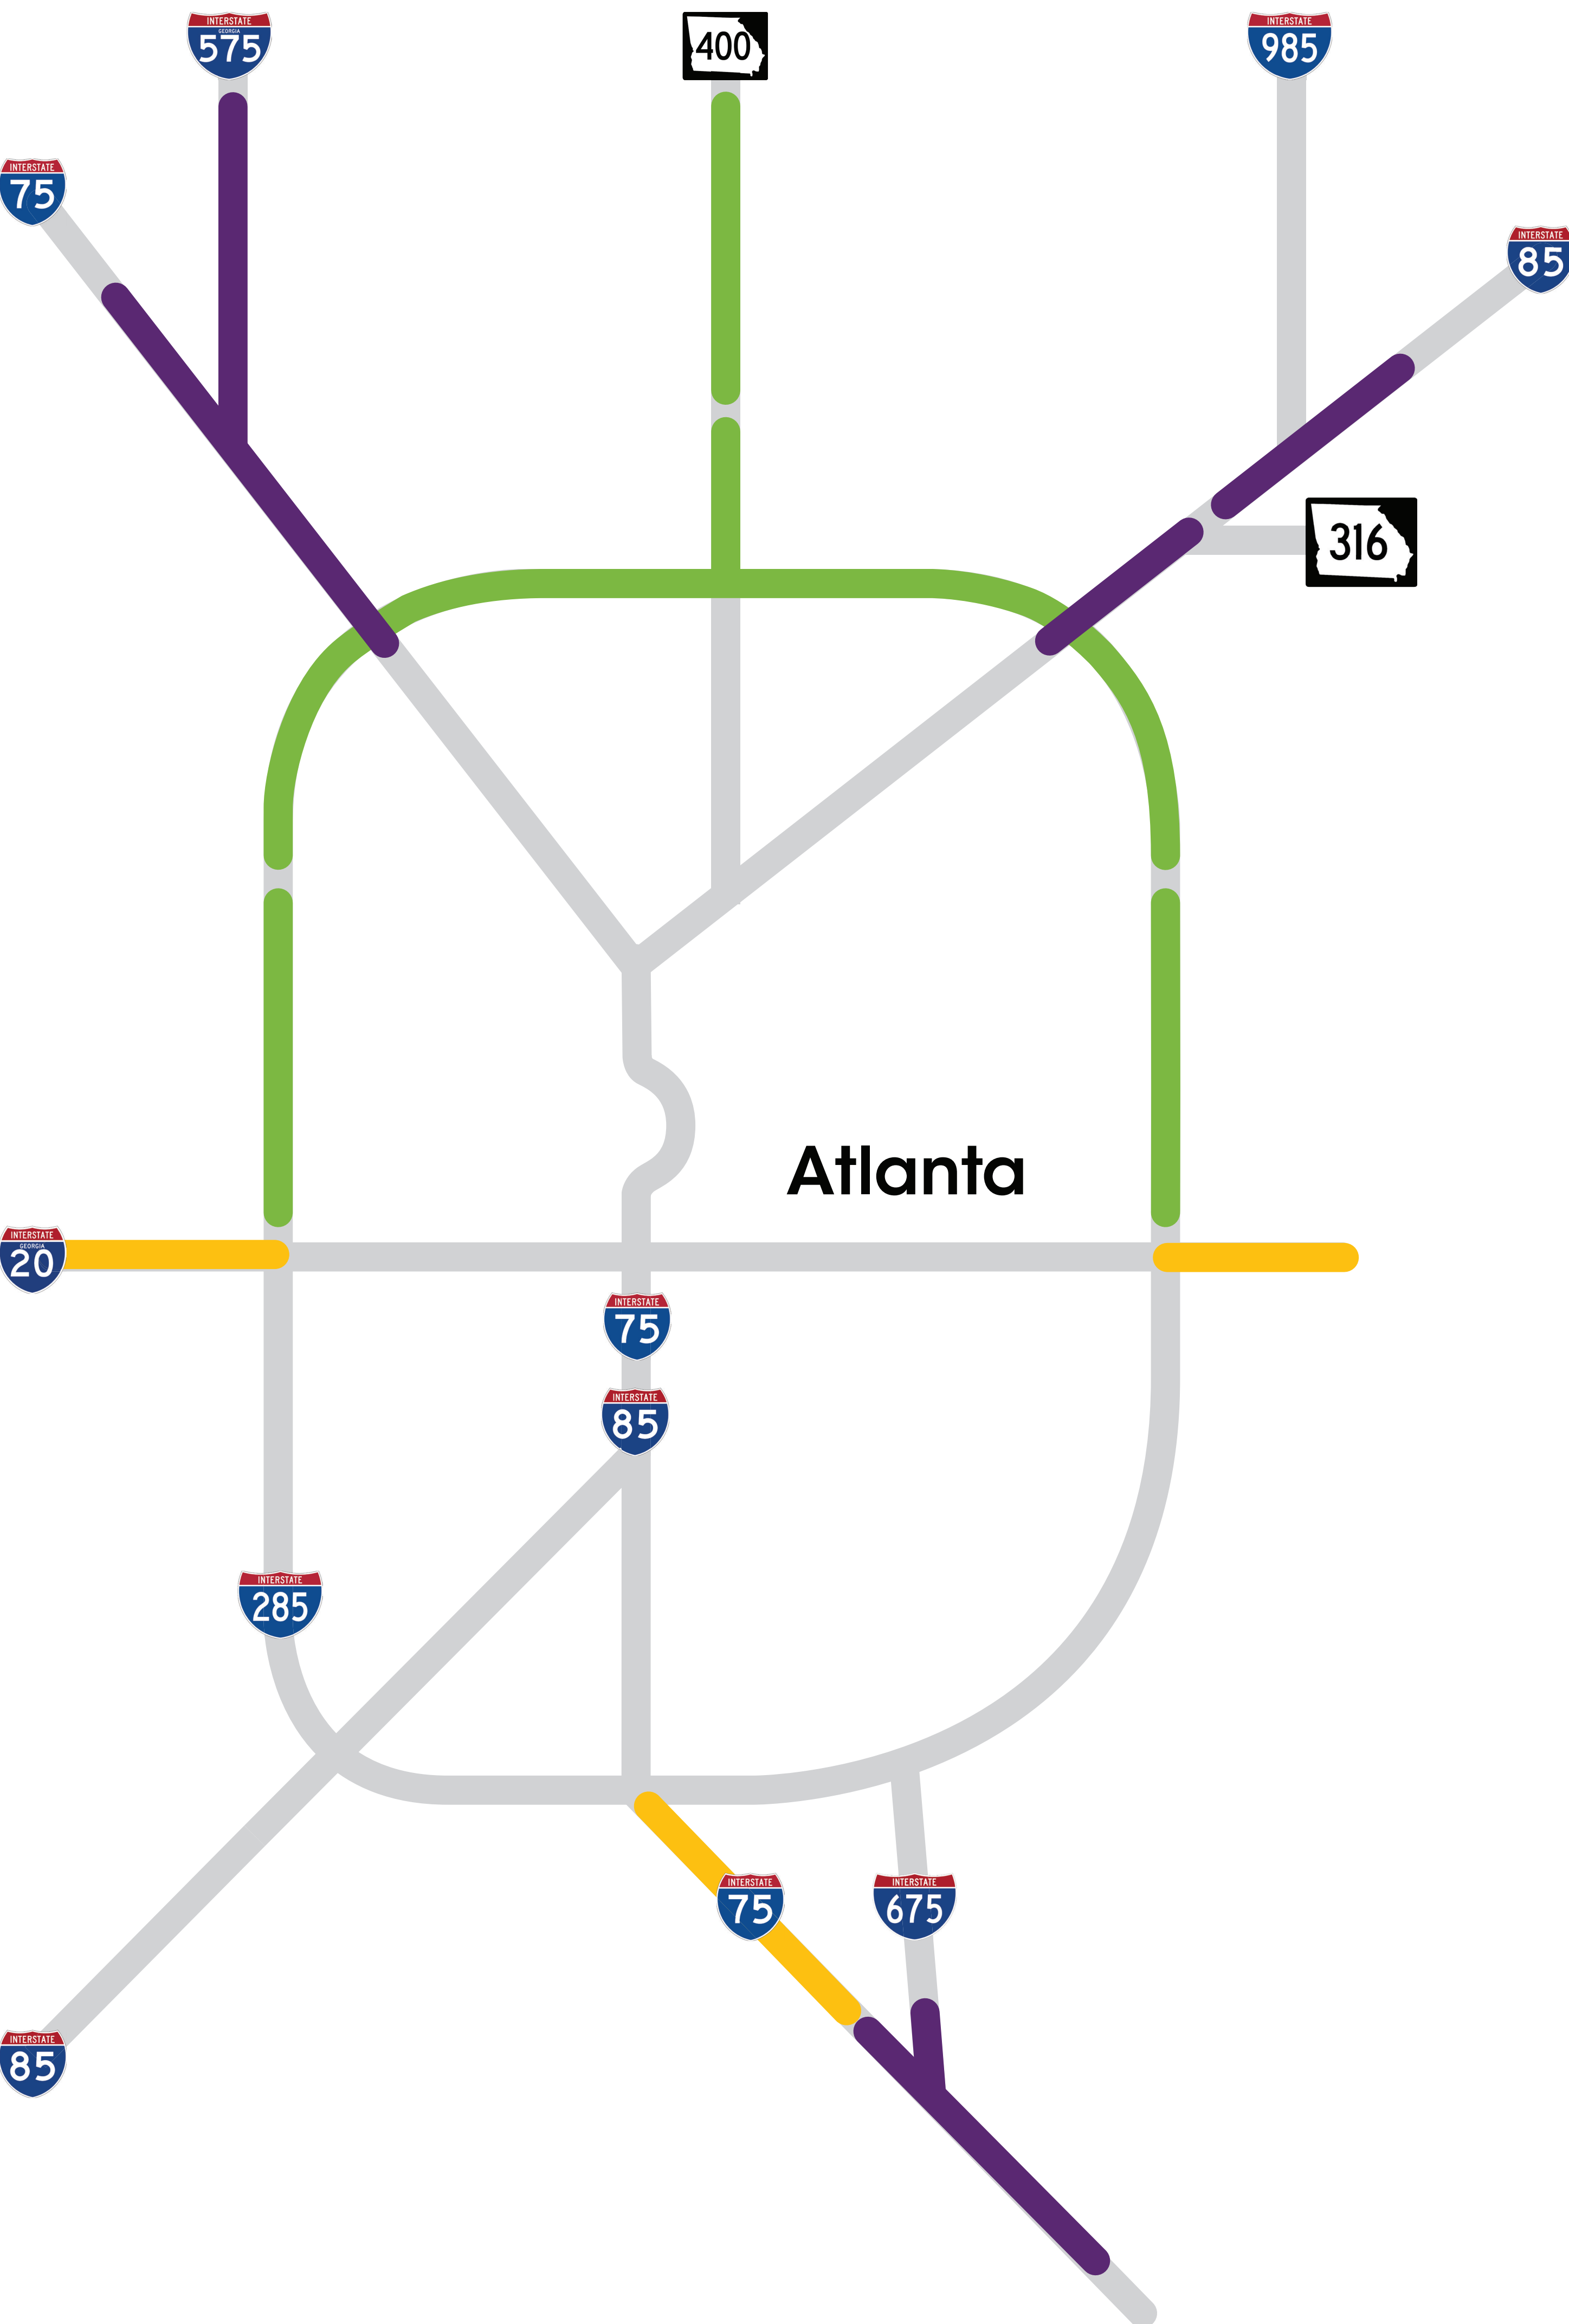 INTERSTATE
GEORGIA
575
400
INTERSTATE
985
INTERSTATE
75
INTERSTATE
85
316
Atlanta
INTERSTATE
GEORGIA
20
INTERSTATE
75
INTERSTATE
85
INTERSTATE
285
INTERSTATE
75
INTERSTATE
675
INTERSTATE
85